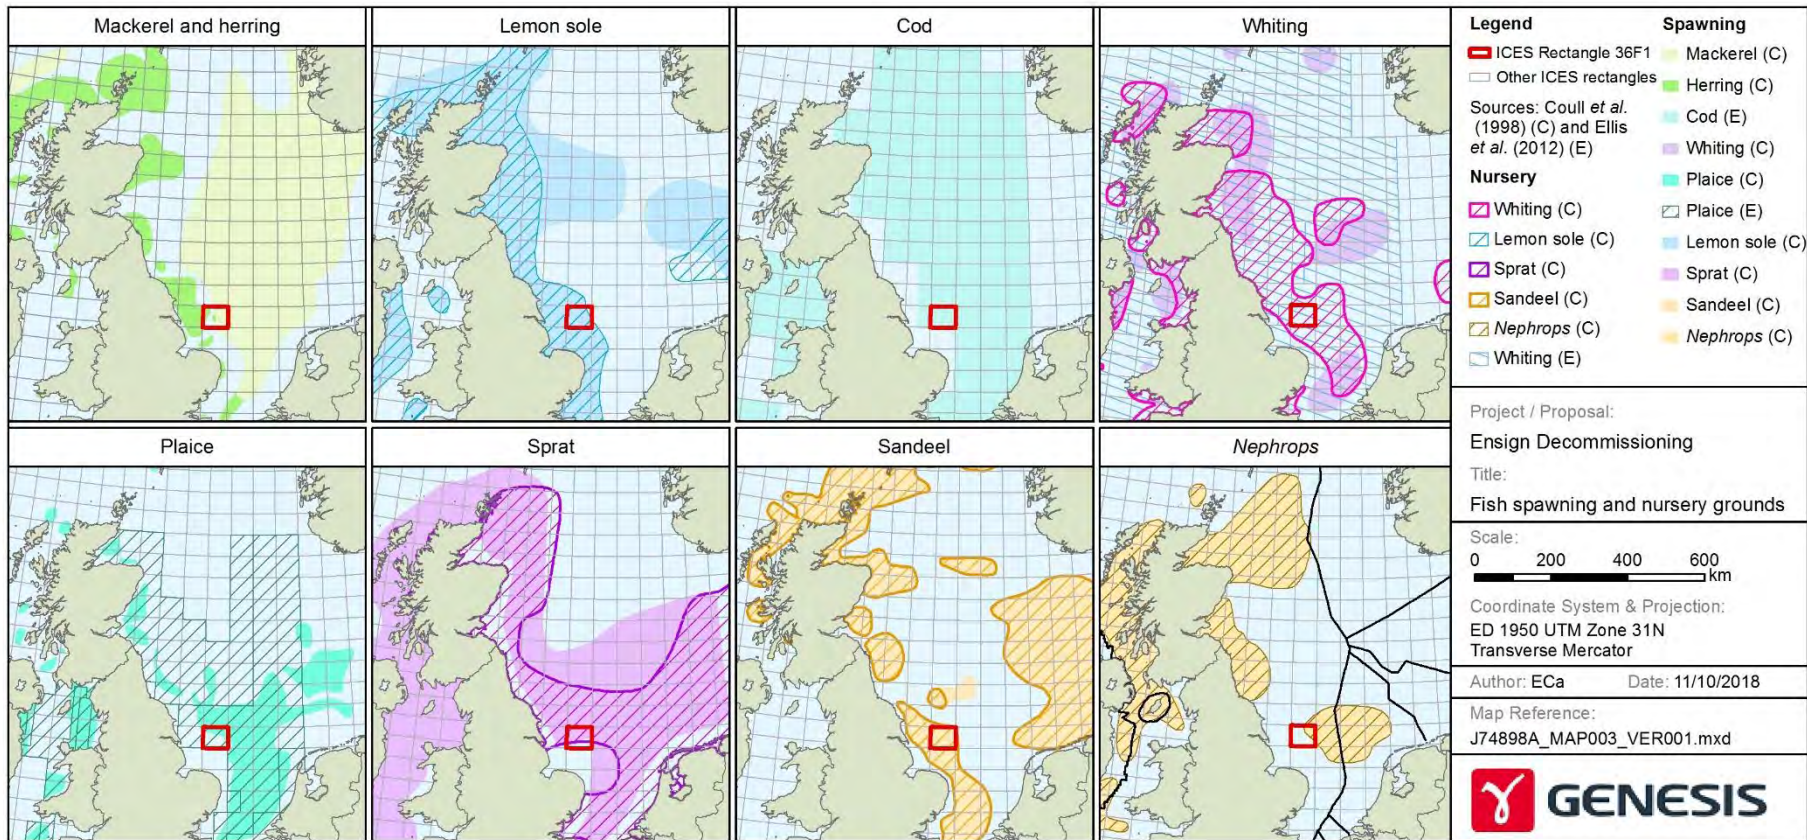 Mackerel and herring
Lemon sole
Cod
Whiting
Plaice
Sprat
Sandeel
Nephrops
Legend
ICES Rectangle 36F1
Other ICES rectangles
Sources: Coull et al.
(1998) (C) and Ellis
et al. (2012) (E)
Nursery
Whiting (C)
Lemon sole (C)
Sprat (C)
Sandeel (C)
Nephrops (C)
Whiting (E)
Spawning
Mackerel (C)
Herring (C)
Cod (E)
Whiting (C)
Plaice (C)
Plaice (E)
Lemon sole (C)
Sprat (C)
Sandeel (C)
Nephrops (C)
Project / Proposal:
Ensign Decommissioning
Title:
Fish spawning and nursery grounds
Scale:
0 200 400 600
km
Coordinate System & Projection:
ED 1950 UTM Zone 31N
Transverse Mercator
Author: ECa Date: 11/10/2018
Map Reference:
J74898A_MAP003_VER001.mxd
GENESIS